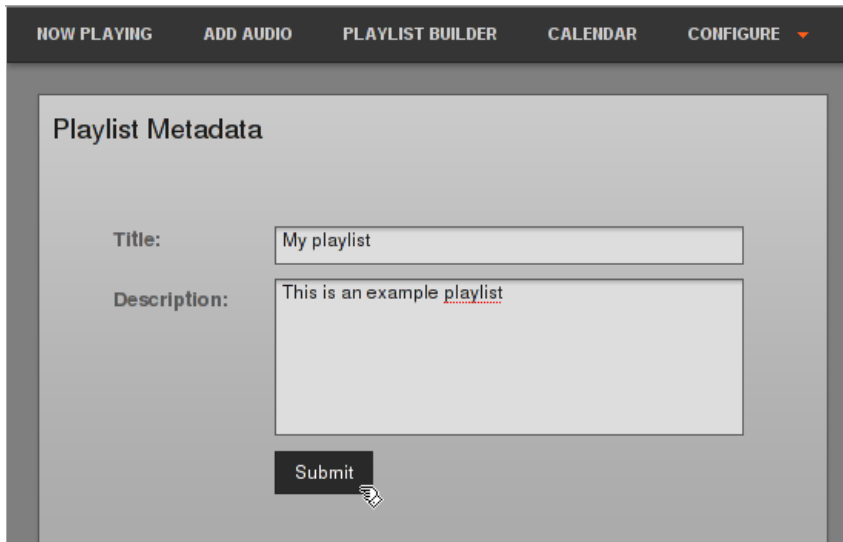 NOW PLAYING ADD AUDIO PLAYLIST BUILDER CALENDAR CONFIGURE
Playlist Metadata
Title: My playlist
Description: This is an example playlist
Submit